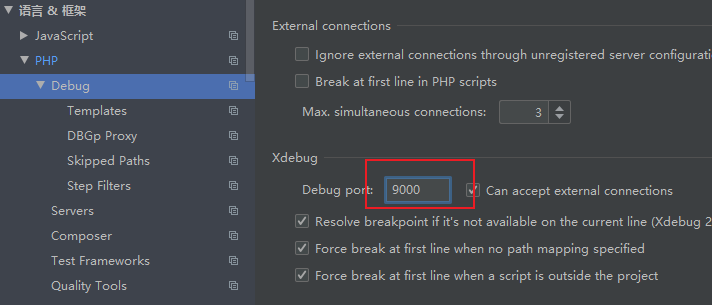 语言 & 框架
JavaScript
PHP
Debug
Templates
DBGp Proxy
Skipped Paths
Step Filters
Servers
Composer
Test Frameworks
Quality Tools
External connections
Ignore external connections through unregistered server configuratio
Break at first line in PHP scripts
Max. simultaneous connections: 3
Xdebug
Debug port: 9000 Can accept external connections
Resolve breakpoint if it's not available on the current line (Xdebug 2
Force break at first line when no path mapping specified
Force break at first line when a script is outside the project